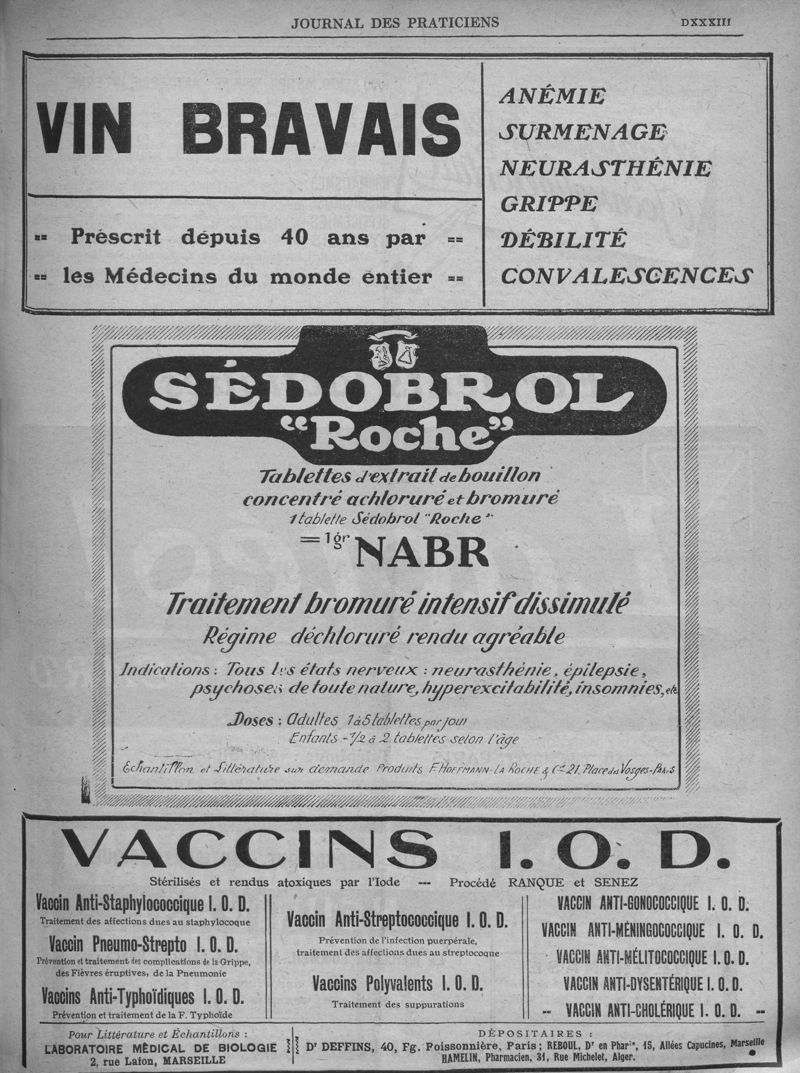 JOURNAL DES PRATICIENS
DXXXIII
VIN BRAVAIS
Préscrit depuis 40 ans par
les Médecins du monde entier
ANÉMIE
SURMENAGE
NEURASTHÉNIE
GRIPPE
DÉBILITÉ
CONVALESCENCES
SÉDOBROL
"Roche"
Tablettes d'extrait de bouillon
concentré achloruré et bromuré
1 tablette Sédobrol "Roche"
= 1gr NABR
Traitement bromuré intensif dissimulé
Régime déchloruré rendu agréable
Indications : Tous les états nerveux : neurasthénie, épilepsie,
psychoses de toute nature, hyperexcitabilité, insomnies, etc
Doses : Adultes 1 à 5 tablettes par jour
Enfants - 1/2 à 2 tablettes selon l'âge
Echantillon et Littérature sur demande Produits F. HOFFMANN-LA ROCHE & Cie 21, Place des Vosges-Paris
VACCINS I. O. D.
Stérilisés et rendus atoxiques par l'Iode --- Procédé RANQUE et SENEZ
Vaccin Anti-Staphylococcique I. O. D.
Traitement des affections dues au staphylocoque
Vaccin Pneumo-Strepto I. O. D.
Prévention et traitement des complications de la Grippe,
des Fièvres éruptives, de la Pneumonie
Vaccins Anti-Typhoïdiques I. O. D.
Prévention et traitement de la F. Typhoïde
Vaccin Anti-Streptococcique I. O. D.
Prévention de l'infection puerpérale,
traitement des affections dues au streptocoque
Vaccins Polyvalents I. O. D.
Traitement des suppurations
VACCIN ANTI-GONOCOCCIQUE I. O. D.
VACCIN ANTI-MÉNINGOCOCCIQUE I. O. D.
VACCIN ANTI-MÉLITOCOCCIQUE I. O. D.
VACCIN ANTI-DYSENTÉRIQUE I. O. D.
-- VACCIN ANTI-CHOLÉRIQUE I. O. D. --
Pour Littérature et Échantillons :
LABORATOIRE MÉDICAL DE BIOLOGIE
2, rue Lafon, MARSEILLE
DÉPOSITAIRES :
Dr DEFFINS, 40, Fg. Poissonnière, Paris ; REBOUL, Dr en Phar<sup>ie</sup>, 15, Allées Capucines, Marseille
HAMELIN, Pharmacien, 31, Rue Michelet, Alger.